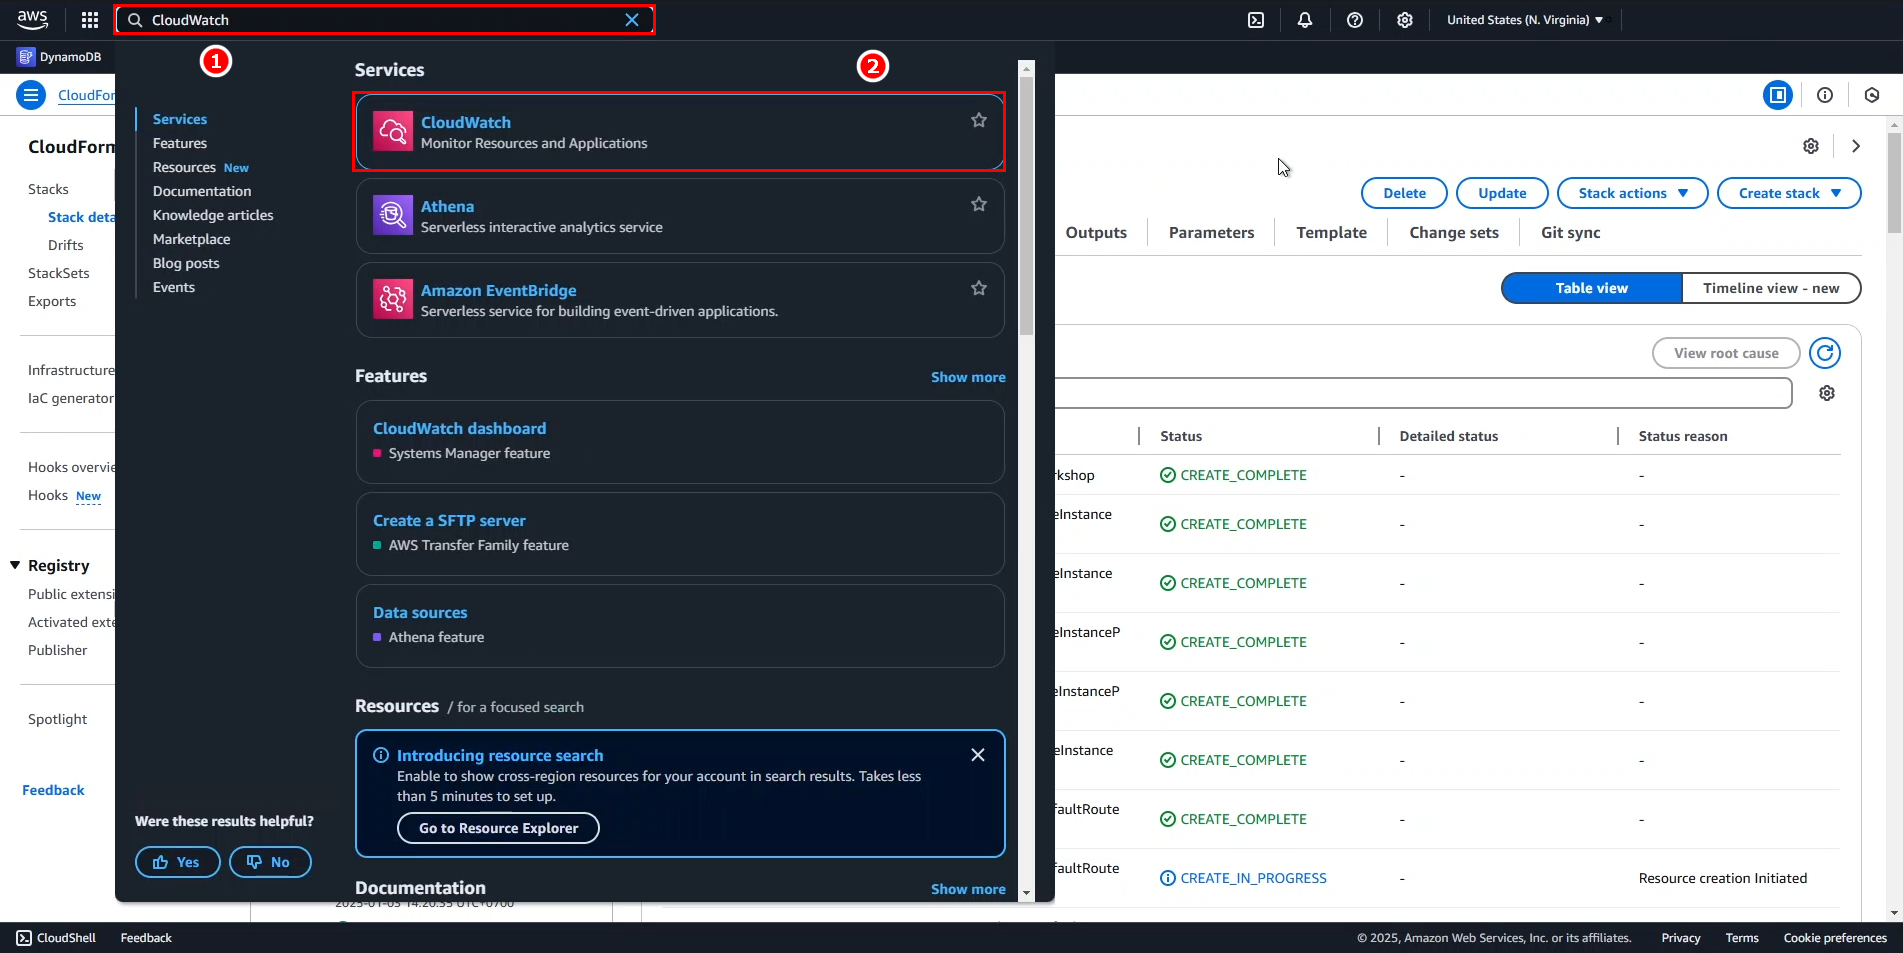 aws
CloudWatch
United States (N. Virginia)
DynamoDB
1
2
CloudFor
CloudForm
Stacks
Stack deta
Drifts
StackSets
Exports
Infrastructure
IaC generator
Hooks overvie
Hooks New
Registry
Public extensi
Activated exte
Publisher
Spotlight
Feedback
Services
Features
Resources New
Documentation
Knowledge articles
Marketplace
Blog posts
Events
Were these results helpful?
Yes
No
Services
CloudWatch
Monitor Resources and Applications
Athena
Serverless interactive analytics service
Amazon EventBridge
Serverless service for building event-driven applications.
Features
Show more
CloudWatch dashboard
Systems Manager feature
Create a SFTP server
AWS Transfer Family feature
Data sources
Athena feature
Resources / for a focused search
Introducing resource search
Enable to show cross-region resources for your account in search results. Takes less
than 5 minutes to set up.
Go to Resource Explorer
Documentation
Show more
2025-01-03 14:20:35 UTC+0700
Delete
Update
Stack actions
Create stack
Outputs
Parameters
Template
Change sets
Git sync
Table view
Timeline view - new
View root cause
Status
Detailed status
Status reason
rkshop CREATE_COMPLETE - -
eInstance CREATE_COMPLETE - -
eInstance CREATE_COMPLETE - -
eInstanceP CREATE_COMPLETE - -
eInstanceP CREATE_COMPLETE - -
eInstance CREATE_COMPLETE - -
faultRoute CREATE_COMPLETE - -
faultRoute CREATE_IN_PROGRESS - Resource creation Initiated
CloudShell
Feedback
© 2025, Amazon Web Services, Inc. or its affiliates.
Privacy
Terms
Cookie preferences